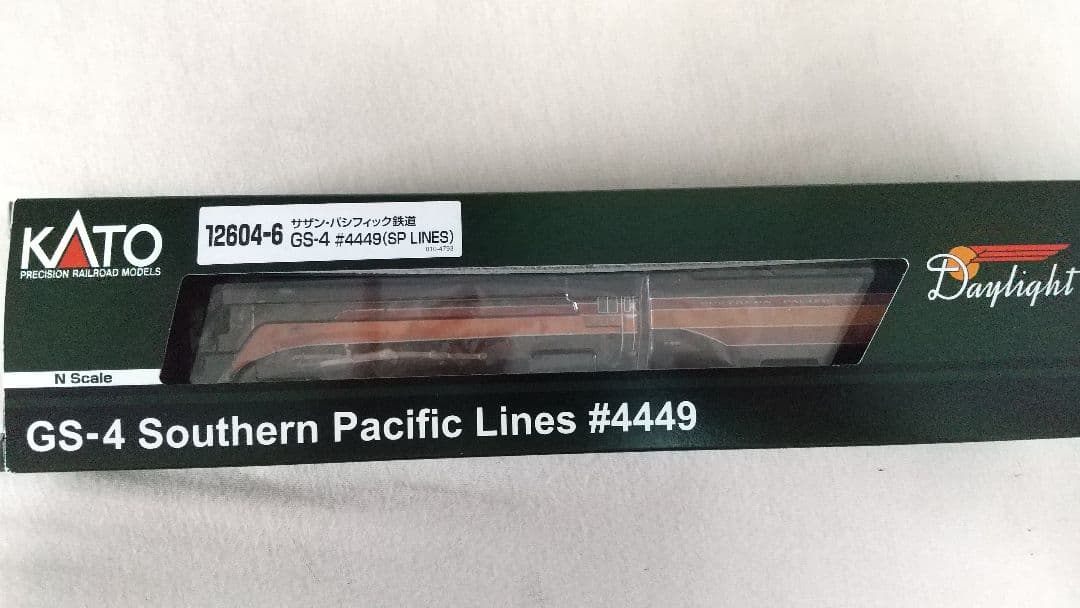 KATO
PRECISION RAILROAD MODELS
12604-6
サザン・パシフィック鉄道
GS-4 #4449(SP LINES)
Daylight
N Scale
GS-4 Southern Pacific Lines #4449